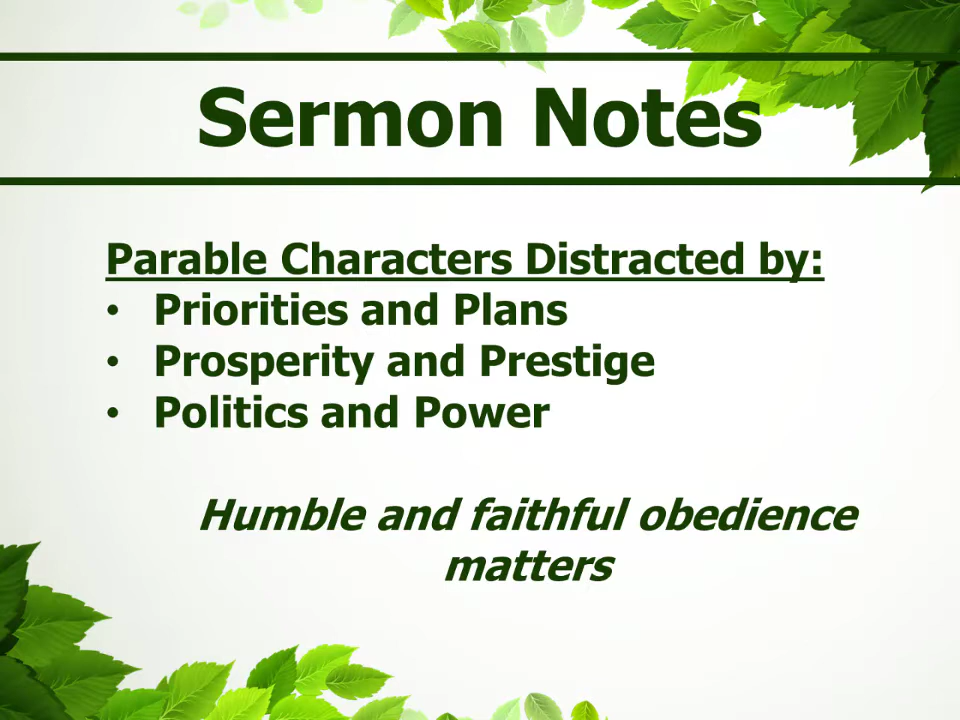 Sermon Notes
Parable Characters Distracted by:
• Priorities and Plans
• Prosperity and Prestige
• Politics and Power
Humble and faithful obedience
matters